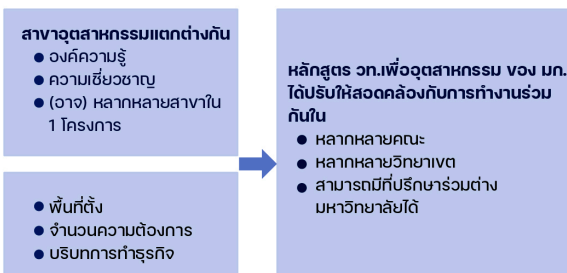 สาขาอุตสาหกรรมแตกต่างกัน
● องค์ความรู้
● ความเชี่ยวชาญ
● (อาจ) หลากหลายสาขาใน
1 โครงการ
● พื้นที่ตั้ง
● จำนวนความต้องการ
● บริบทการทำธุรกิจ
หลักสูตร วท.เพื่ออุตสาหกรรม ของ มก.
ได้ปรับให้สอดคล้องกับการทำงานร่วม
กันใน
● หลากหลายคณะ
● หลากหลายวิทยาเขต
● สามารถมีที่ปรึกษาร่วมต่าง
มหาวิทยาลัยได้